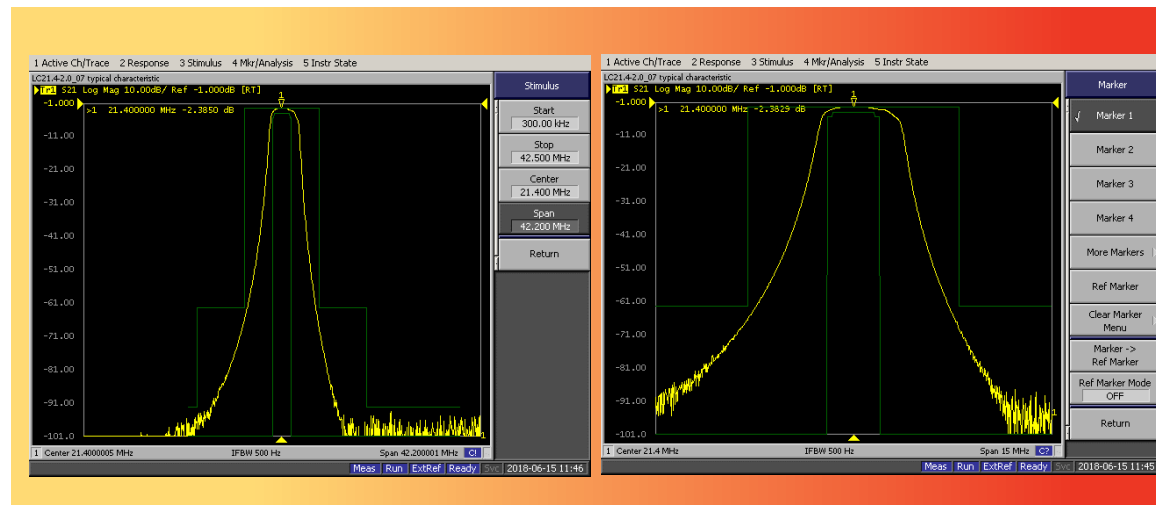 1 Active Ch/Trace 2 Response 3 Stimulus 4 Mkr/Analysis 5 Instr State
LC21.4-2.0_07 typical characteristic
Tr1 S21 Log Mag 10.00dB/ Ref -1.000dB [RT]
1
>1 21.400000 MHz -2.3850 dB
-1.000
-11.00
-21.00
-31.00
-41.00
-51.00
-61.00
-71.00
-81.00
-91.00
-101.0
1
1 Center 21.4000005 MHz IFBW 500 Hz Span 42.200001 MHz C!
Meas Run ExtRef Ready Svc 2018-06-15 11:46
Stimulus
Start
300.00 kHz
Stop
42.500 MHz
Center
21.400 MHz
Span
42.200 MHz
Return
1 Active Ch/Trace 2 Response 3 Stimulus 4 Mkr/Analysis 5 Instr State
LC21.4-2.0_07 typical characteristic
Tr1 S21 Log Mag 10.00dB/ Ref -1.000dB [RT]
1
>1 21.400000 MHz -2.3829 dB
-1.000
-11.00
-21.00
-31.00
-41.00
-51.00
-61.00
-71.00
-81.00
-91.00
-101.0
1
1 Center 21.4 MHz IFBW 500 Hz Span 15 MHz C?
Meas Run ExtRef Ready Svc 2018-06-15 11:45
Marker
√ Marker 1
Marker 2
Marker 3
Marker 4
More Markers
Ref Marker
Clear Marker
Menu
Marker ->
Ref Marker
Ref Marker Mode
OFF
Return